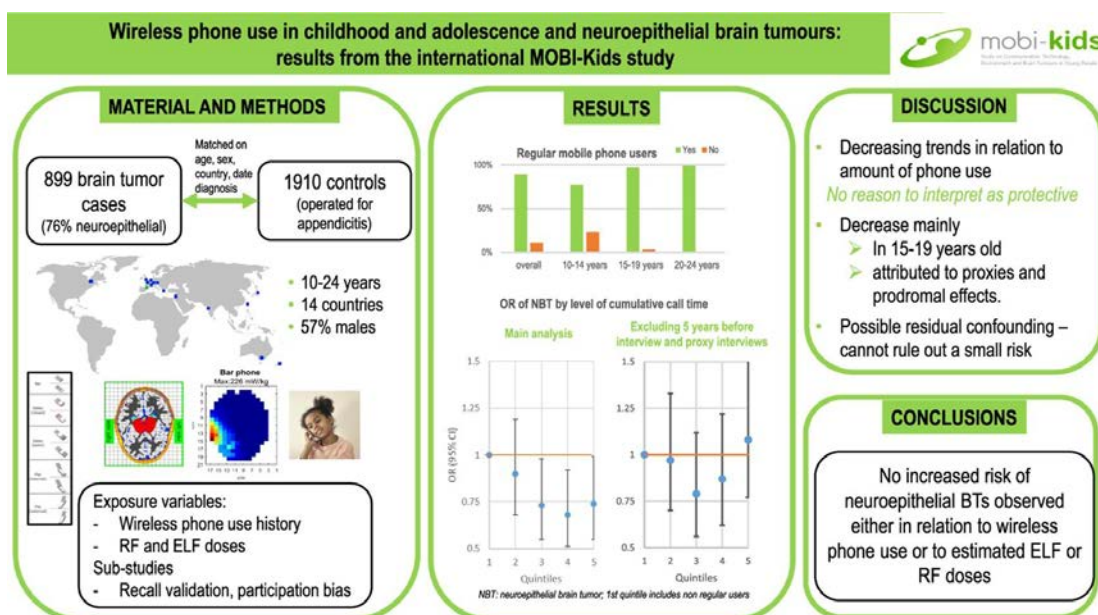 Wireless phone use in childhood and adolescence and neuroepithelial brain tumours:
results from the international MOBI-Kids study
mobi-kids
MATERIAL AND METHODS
899 brain tumor
cases
(76% neuroepithelial)
Matched on
age, sex,
country, date
diagnosis
1910 controls
(operated for
appendicitis)
• 10-24 years
• 14 countries
• 57% males
Bar phone
Max:226 mW/kg
Exposure variables:
- Wireless phone use history
- RF and ELF doses
Sub-studies
- Recall validation, participation bias
RESULTS
Regular mobile phone users
Yes No
100%
50%
0%
overall 10-14 years 15-19 years 20-24 years
OR of NBT by level of cumulative call time
Main analysis
Excluding 5 years before
interview and proxy interviews
OR (95% CI)
1.5
1.25
1
0.75
0.5
1 2 3 4 5
Quintiles
1.5
1.25
1
0.75
0.5
1 2 3 4 5
Quintiles
NBT: neuroepithelial brain tumor; 1st quintile includes non regular users
DISCUSSION
• Decreasing trends in relation to
amount of phone use
No reason to interpret as protective
• Decrease mainly
➢ In 15-19 years old
➢ attributed to proxies and
prodromal effects.
• Possible residual confounding –
cannot rule out a small risk
CONCLUSIONS
No increased risk of
neuroepithelial BTs observed
either in relation to wireless
phone use or to estimated ELF or
RF doses